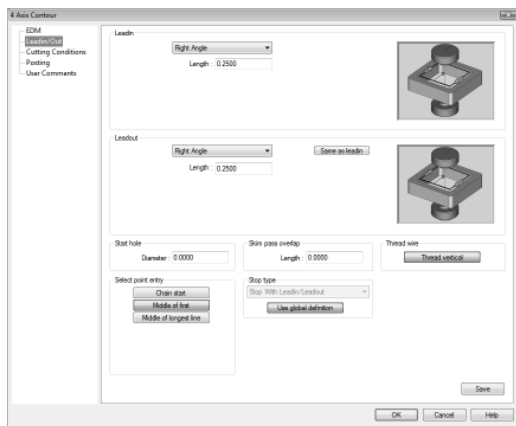 4 Axis Contour
EDM
Leadin/Out
Cutting Conditions
Posting
User Comments
Leadin
Right Angle
Length : 0.2500
Leadout
Right Angle
Same as leadin
Length : 0.2500
Start hole
Diameter : 0.0000
Skim pass overlap
Length : 0.0000
Thread wire
Thread vertical
Select point entry
Chain start
Middle of first
Middle of longest line
Stop type
Stop With Leadin/Leadout
Use global definition
Save
OK
Cancel
Help